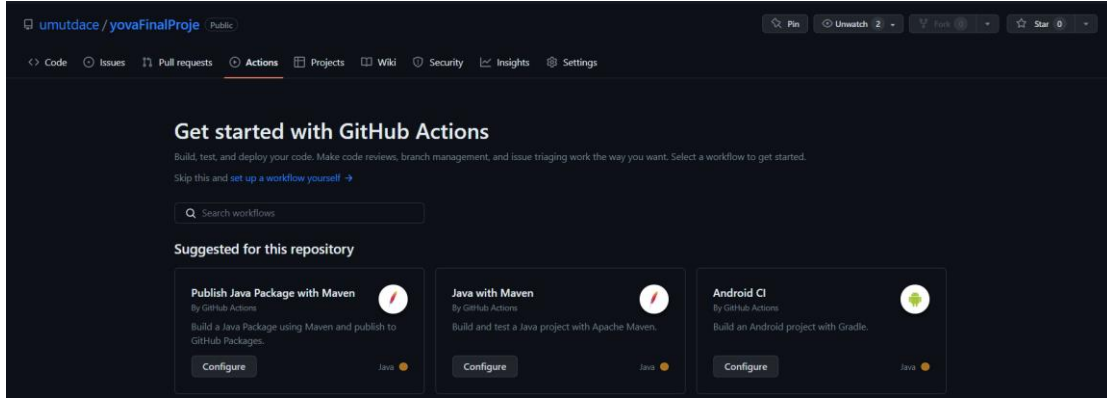 umutdace / yovaFinalProje Public
Pin Unwatch 2 Fork 0 Star 0
<> Code Issues Pull requests Actions Projects Wiki Security Insights Settings
Get started with GitHub Actions
Build, test, and deploy your code. Make code reviews, branch management, and issue triaging work the way you want. Select a workflow to get started.
Skip this and set up a workflow yourself →
Search workflows
Suggested for this repository
Publish Java Package with Maven
By GitHub Actions
Build a Java Package using Maven and publish to
GitHub Packages.
Configure Java
Java with Maven
By GitHub Actions
Build and test a Java project with Apache Maven.
Configure Java
Android CI
By GitHub Actions
Build an Android project with Gradle.
Configure Java